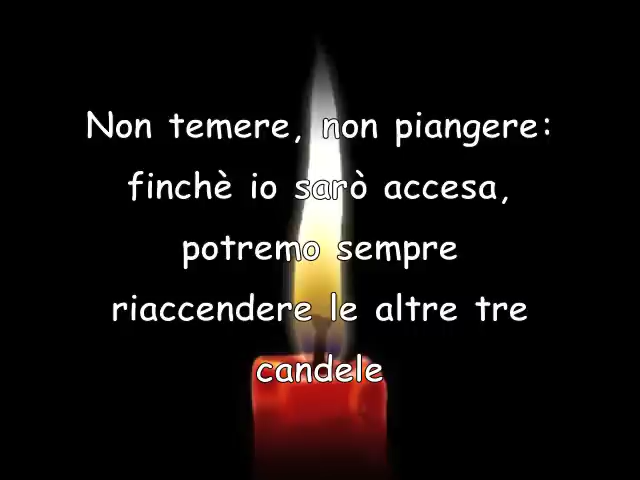 Non temere, non piangere:
finchè io sarò accesa,
potremo sempre
riaccendere le altre tre
candele